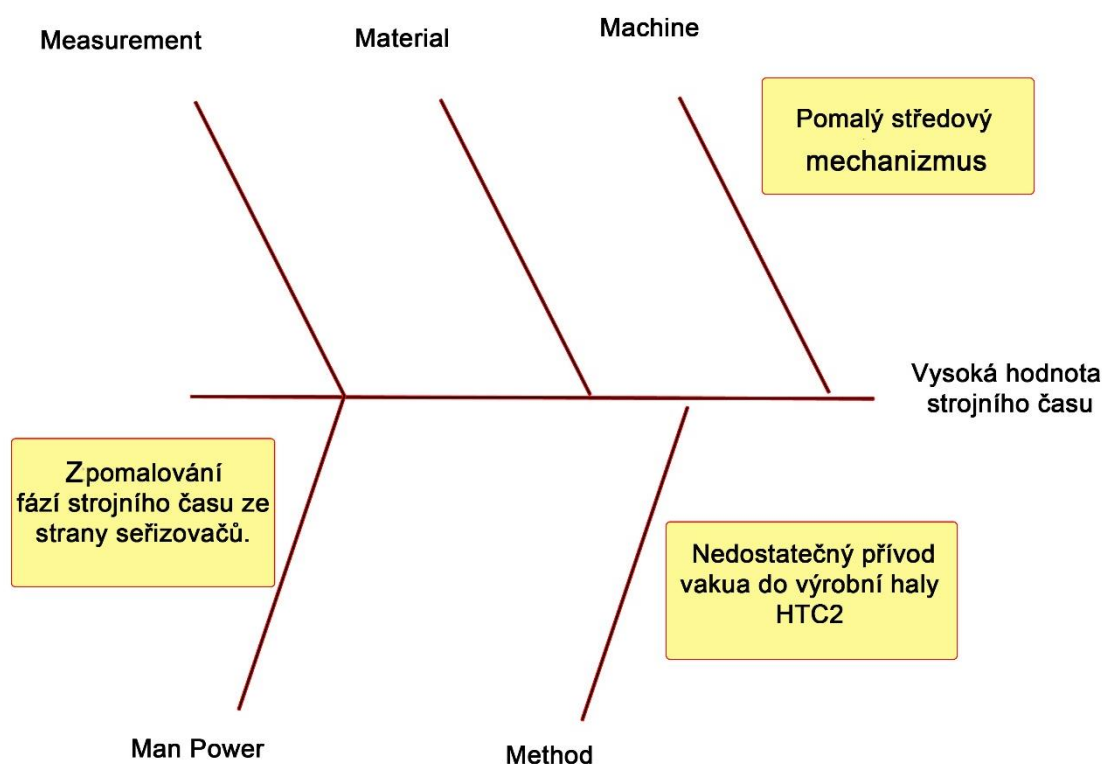 Measurement
Material
Machine
Pomalý středový
mechanizmus
Vysoká hodnota
strojního času
Zpomalování
fází strojního času ze
strany seřizovačů.
Nedostatečný přívod
vakua do výrobní haly
HTC2
Man Power
Method